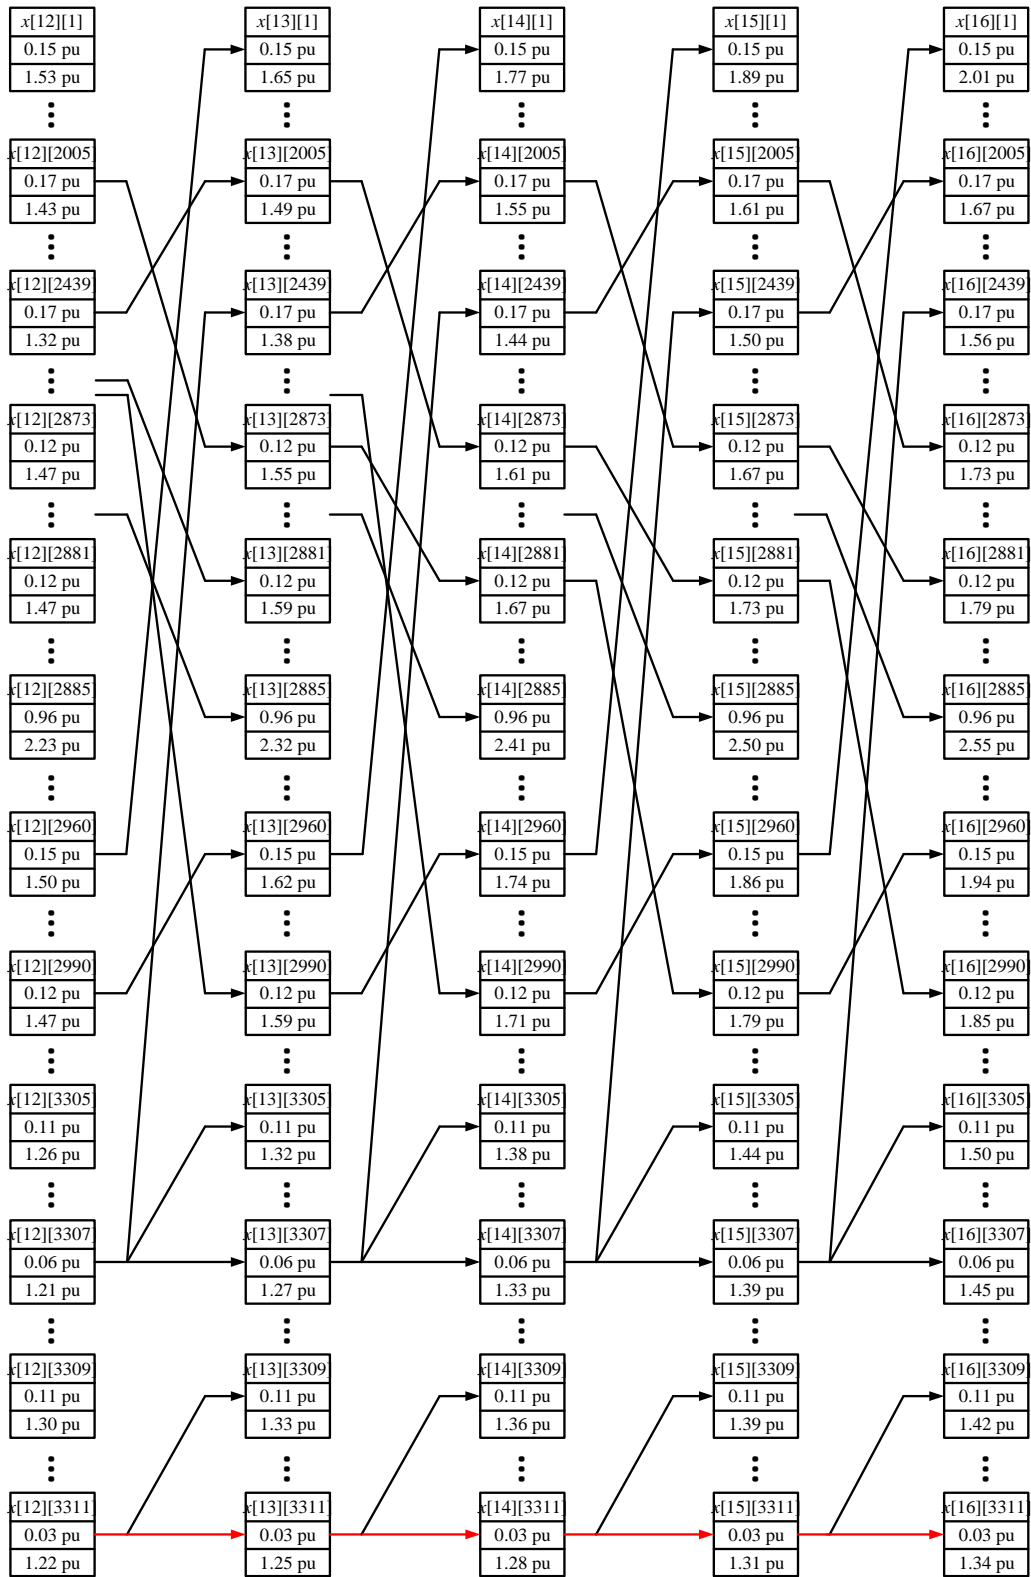 x[12][1] x[13][1] x[14][1] x[15][1] x[16][1]
0.15 pu 0.15 pu 0.15 pu 0.15 pu 0.15 pu
1.53 pu 1.65 pu 1.77 pu 1.89 pu 2.01 pu
x[12][2005] x[13][2005] x[14][2005] x[15][2005] x[16][2005]
0.17 pu 0.17 pu 0.17 pu 0.17 pu 0.17 pu
1.43 pu 1.49 pu 1.55 pu 1.61 pu 1.67 pu
x[12][2439] x[13][2439] x[14][2439] x[15][2439] x[16][2439]
0.17 pu 0.17 pu 0.17 pu 0.17 pu 0.17 pu
1.32 pu 1.38 pu 1.44 pu 1.50 pu 1.56 pu
x[12][2873] x[13][2873] x[14][2873] x[15][2873] x[16][2873]
0.12 pu 0.12 pu 0.12 pu 0.12 pu 0.12 pu
1.47 pu 1.55 pu 1.61 pu 1.67 pu 1.73 pu
x[12][2881] x[13][2881] x[14][2881] x[15][2881] x[16][2881]
0.12 pu 0.12 pu 0.12 pu 0.12 pu 0.12 pu
1.47 pu 1.59 pu 1.67 pu 1.73 pu 1.79 pu
x[12][2885] x[13][2885] x[14][2885] x[15][2885] x[16][2885]
0.96 pu 0.96 pu 0.96 pu 0.96 pu 0.96 pu
2.23 pu 2.32 pu 2.41 pu 2.50 pu 2.55 pu
x[12][2960] x[13][2960] x[14][2960] x[15][2960] x[16][2960]
0.15 pu 0.15 pu 0.15 pu 0.15 pu 0.15 pu
1.50 pu 1.62 pu 1.74 pu 1.86 pu 1.94 pu
x[12][2990] x[13][2990] x[14][2990] x[15][2990] x[16][2990]
0.12 pu 0.12 pu 0.12 pu 0.12 pu 0.12 pu
1.47 pu 1.59 pu 1.71 pu 1.79 pu 1.85 pu
x[12][3305] x[13][3305] x[14][3305] x[15][3305] x[16][3305]
0.11 pu 0.11 pu 0.11 pu 0.11 pu 0.11 pu
1.26 pu 1.32 pu 1.38 pu 1.44 pu 1.50 pu
x[12][3307] x[13][3307] x[14][3307] x[15][3307] x[16][3307]
0.06 pu 0.06 pu 0.06 pu 0.06 pu 0.06 pu
1.21 pu 1.27 pu 1.33 pu 1.39 pu 1.45 pu
x[12][3309] x[13][3309] x[14][3309] x[15][3309] x[16][3309]
0.11 pu 0.11 pu 0.11 pu 0.11 pu 0.11 pu
1.30 pu 1.33 pu 1.36 pu 1.39 pu 1.42 pu
x[12][3311] x[13][3311] x[14][3311] x[15][3311] x[16][3311]
0.03 pu 0.03 pu 0.03 pu 0.03 pu 0.03 pu
1.22 pu 1.25 pu 1.28 pu 1.31 pu 1.34 pu